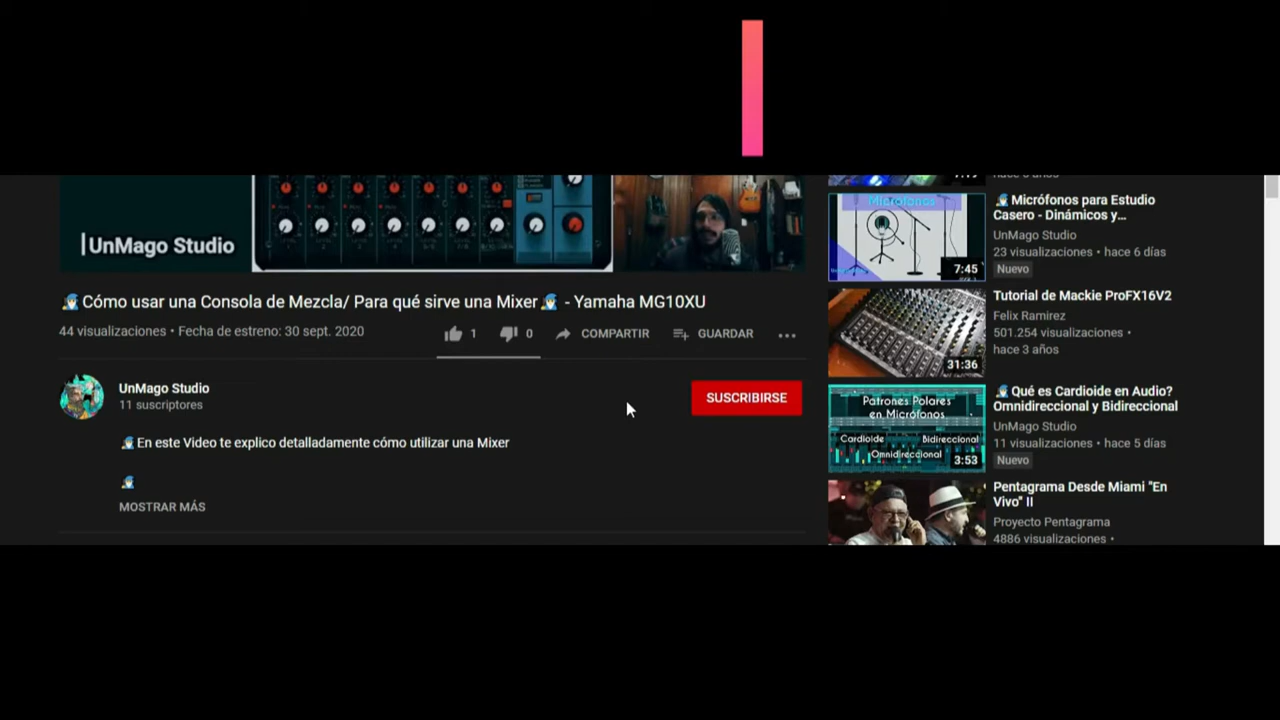 UnMago Studio
Cómo usar una Consola de Mezcla/ Para qué sirve una Mixer - Yamaha MG10XU
44 visualizaciones • Fecha de estreno: 30 sept. 2020
1
0
COMPARTIR
GUARDAR
UnMago Studio
11 suscriptores
SUSCRIBIRSE
En este Video te explico detalladamente cómo utilizar una Mixer
MOSTRAR MÁS
Micrófonos
7:45
Micrófonos para Estudio
Casero - Dinámicos y...
UnMago Studio
23 visualizaciones • hace 6 días
Nuevo
31:36
Tutorial de Mackie ProFX16V2
Felix Ramirez
501.254 visualizaciones •
hace 3 años
Patrones Polares
en Micrófonos
Cardioide
Bidireccional
Omnidireccional
3:53
Qué es Cardioide en Audio?
Omnidireccional y Bidireccional
UnMago Studio
11 visualizaciones • hace 5 días
Nuevo
Pentagrama Desde Miami "En
Vivo" II
Proyecto Pentagrama
4886 visualizaciones •